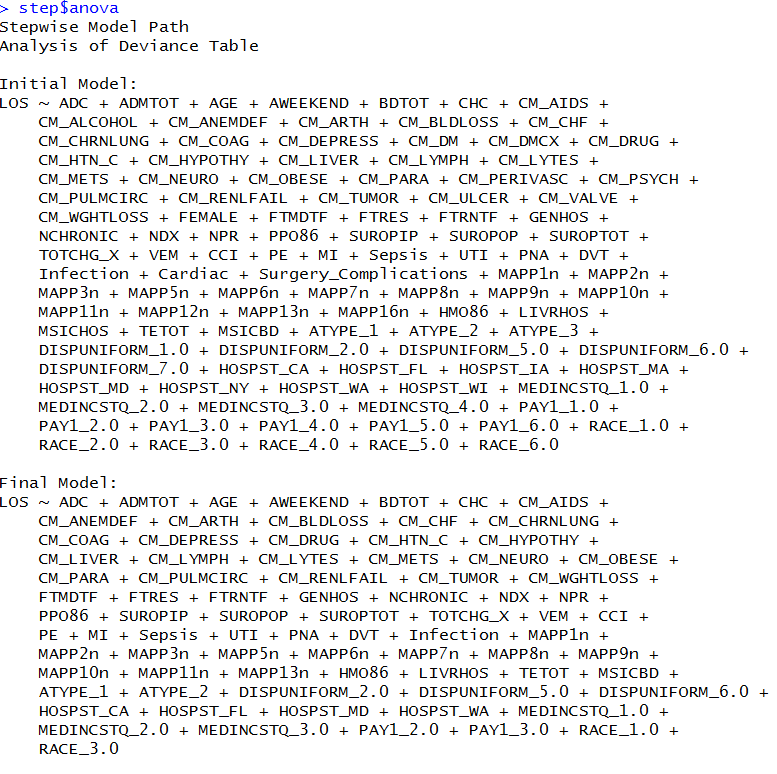 > step$anova
Stepwise Model Path
Analysis of Deviance Table
Initial Model:
LOS ~ ADC + ADMTOT + AGE + AWEEKEND + BDTOT + CHC + CM_AIDS +
CM_ALCOHOL + CM_ANEMDEF + CM_ARTH + CM_BLDLOSS + CM_CHF +
CM_CHRNLUNG + CM_COAG + CM_DEPRESS + CM_DM + CM_DMCX + CM_DRUG +
CM_HTN_C + CM_HYPOTHY + CM_LIVER + CM_LYMPH + CM_LYTES +
CM_METS + CM_NEURO + CM_OBESE + CM_PARA + CM_PERIVASC + CM_PSYCH +
CM_PULMCIRC + CM_RENLFAIL + CM_TUMOR + CM_ULCER + CM_VALVE +
CM_WGHTLOSS + FEMALE + FTMDTF + FTRES + FTRNTF + GENHOS +
NCHRONIC + NDX + NPR + PPO86 + SUROPIP + SUROPOP + SUROPTOT +
TOTCHG_X + VEM + CCI + PE + MI + Sepsis + UTI + PNA + DVT +
Infection + Cardiac + Surgery_Complications + MAPP1n + MAPP2n +
MAPP3n + MAPP5n + MAPP6n + MAPP7n + MAPP8n + MAPP9n + MAPP10n +
MAPP11n + MAPP12n + MAPP13n + MAPP16n + HMO86 + LIVRHOS +
MSICHOS + TETOT + MSICBD + ATYPE_1 + ATYPE_2 + ATYPE_3 +
DISPUNIFORM_1.0 + DISPUNIFORM_2.0 + DISPUNIFORM_5.0 + DISPUNIFORM_6.0 +
DISPUNIFORM_7.0 + HOSPST_CA + HOSPST_FL + HOSPST_IA + HOSPST_MA +
HOSPST_MD + HOSPST_NY + HOSPST_WA + HOSPST_WI + MEDINCSTQ_1.0 +
MEDINCSTQ_2.0 + MEDINCSTQ_3.0 + MEDINCSTQ_4.0 + PAY1_1.0 +
PAY1_2.0 + PAY1_3.0 + PAY1_4.0 + PAY1_5.0 + PAY1_6.0 + RACE_1.0 +
RACE_2.0 + RACE_3.0 + RACE_4.0 + RACE_5.0 + RACE_6.0
Final Model:
LOS ~ ADC + ADMTOT + AGE + AWEEKEND + BDTOT + CHC + CM_AIDS +
CM_ANEMDEF + CM_ARTH + CM_BLDLOSS + CM_CHF + CM_CHRNLUNG +
CM_COAG + CM_DEPRESS + CM_DRUG + CM_HTN_C + CM_HYPOTHY +
CM_LIVER + CM_LYMPH + CM_LYTES + CM_METS + CM_NEURO + CM_OBESE +
CM_PARA + CM_PULMCIRC + CM_RENLFAIL + CM_TUMOR + CM_WGHTLOSS +
FTMDTF + FTRES + FTRNTF + GENHOS + NCHRONIC + NDX + NPR +
PPO86 + SUROPIP + SUROPOP + SUROPTOT + TOTCHG_X + VEM + CCI +
PE + MI + Sepsis + UTI + PNA + DVT + Infection + MAPP1n +
MAPP2n + MAPP3n + MAPP5n + MAPP6n + MAPP7n + MAPP8n + MAPP9n +
MAPP10n + MAPP11n + MAPP13n + HMO86 + LIVRHOS + TETOT + MSICBD +
ATYPE_1 + ATYPE_2 + DISPUNIFORM_2.0 + DISPUNIFORM_5.0 + DISPUNIFORM_6.0 +
HOSPST_CA + HOSPST_FL + HOSPST_MD + HOSPST_WA + MEDINCSTQ_1.0 +
MEDINCSTQ_2.0 + MEDINCSTQ_3.0 + PAY1_2.0 + PAY1_3.0 + RACE_1.0 +
RACE_3.0